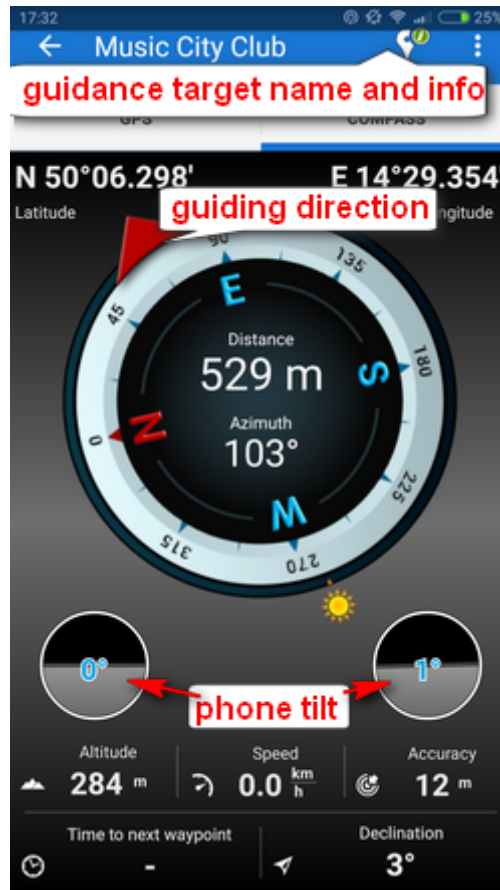 17:32
25%
Music City Club
guidance target name and info
GPS
COMPASS
N 50°06.298'
E 14°29.354'
Latitude
guiding direction
ngitude
90
135
45
E
180
S
Distance
529 m
Azimuth
103°
0
N
225
W
315
270
0°
1°
phone tilt
Altitude
284 m
Speed
0.0 km/h
Accuracy
12 m
Time to next waypoint
-
Declination
3°